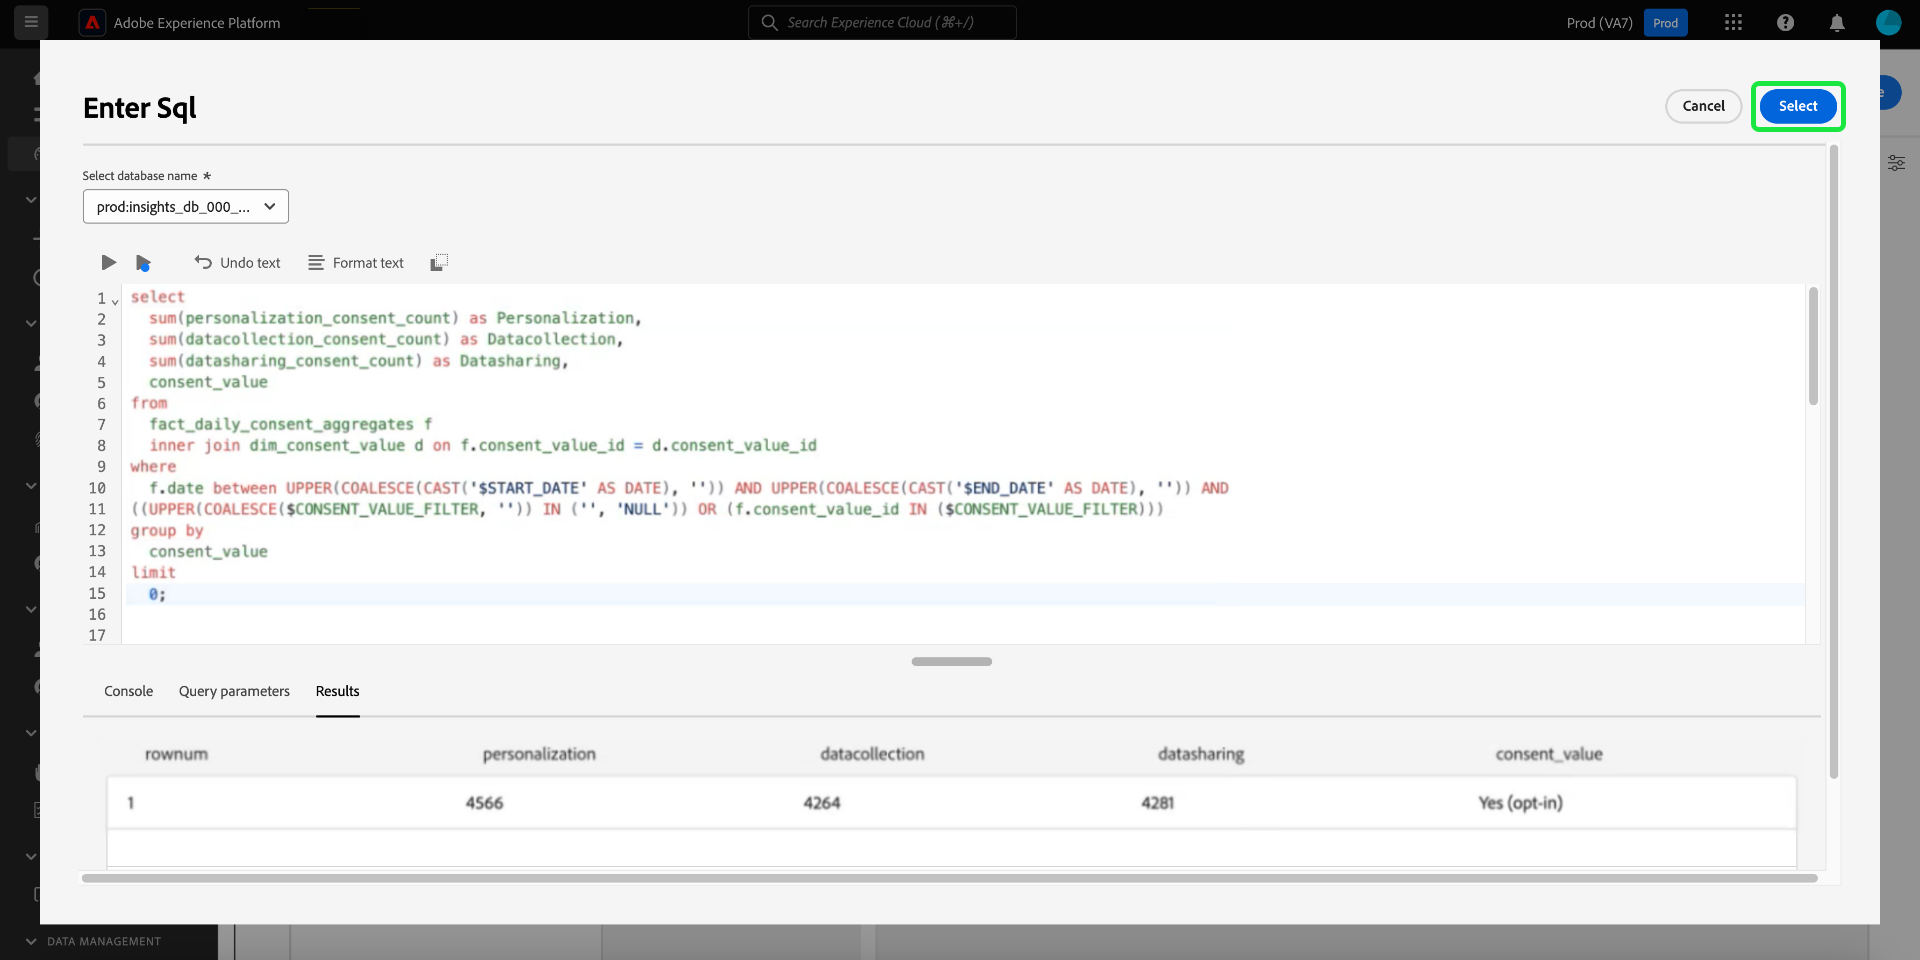 Adobe Experience Platform
Search Experience Cloud (⌘+/)
Prod (VA7)
Prod
Enter Sql
Cancel
Select
Select database name *
prod:insights_db_000_...
Undo text
Format text
1 select
2 sum(personalization_consent_count) as Personalization,
3 sum(datacollection_consent_count) as Datacollection,
4 sum(datasharing_consent_count) as Datasharing,
5 consent_value
6 from
7 fact_daily_consent_aggregates f
8 inner join dim_consent_value d on f.consent_value_id = d.consent_value_id
9 where
10 f.date between UPPER(COALESCE(CAST('$START_DATE' AS DATE), '')) AND UPPER(COALESCE(CAST('$END_DATE' AS DATE), '')) AND
11 ((UPPER(COALESCE($CONSENT_VALUE_FILTER, '')) IN ('', 'NULL')) OR (f.consent_value_id IN ($CONSENT_VALUE_FILTER)))
12 group by
13 consent_value
14 limit
15 0;
16
17
Console Query parameters Results
rownum personalization datacollection datasharing consent_value
1 4566 4264 4281 Yes (opt-in)
DATA MANAGEMENT